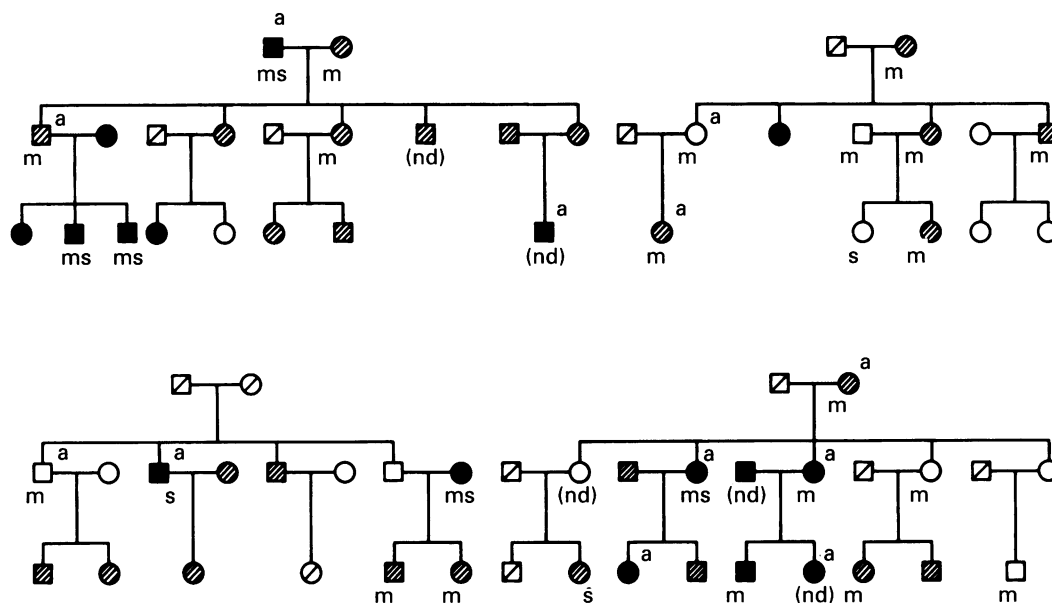 a
ms m m
a a
m m (nd) m m m m
a a
ms ms (nd) m s m
a
m
a a a a
m s ms (nd) ms (nd) m m
a a
m m s m (nd) m m